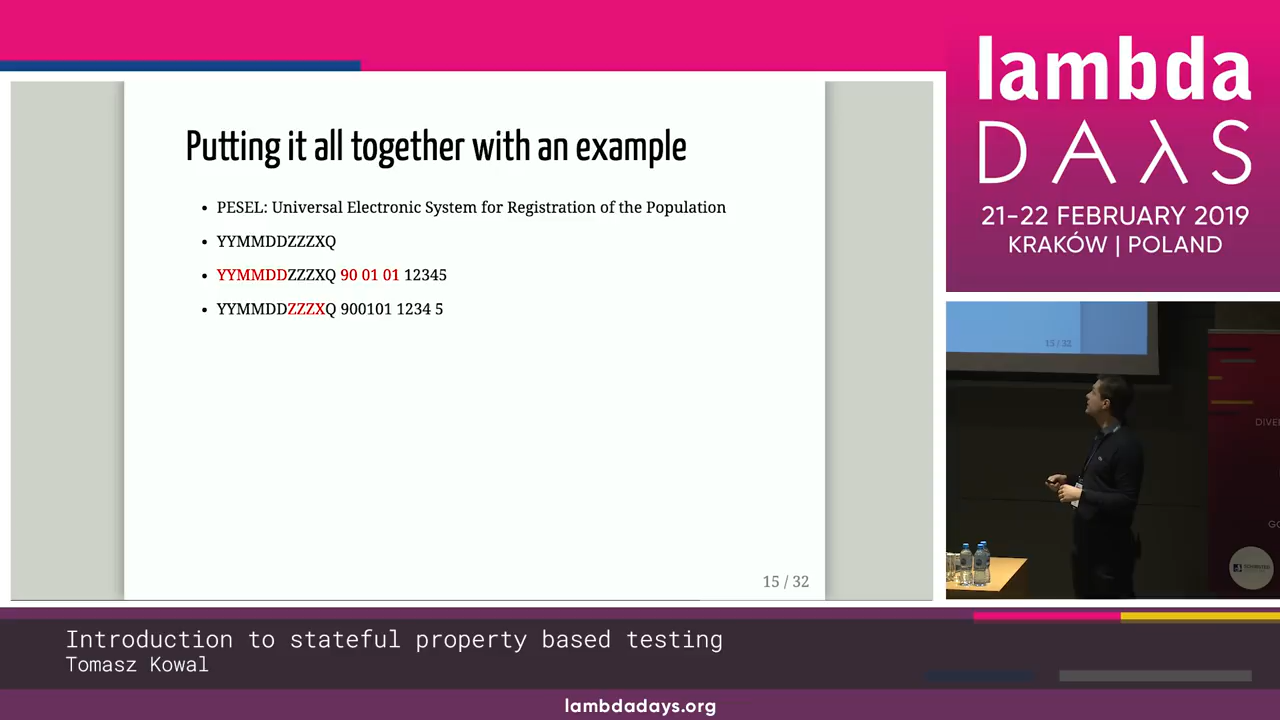 lambda
DAλS
21–22 FEBRUARY 2019
KRAKÓW | POLAND
Putting it all together with an example
• PESEL: Universal Electronic System for Registration of the Population
• YYMMDDZZZXQ
• YYMMDDZZZXQ 90 01 01 12345
• YYMMDDZZZXQ 900101 1234 5
15 / 32
15 / 32
Introduction to stateful property based testing
Tomasz Kowal
lambdadays.org